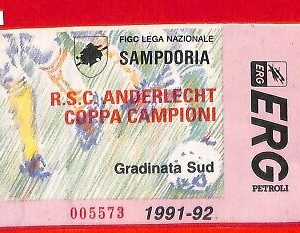 FIGC LEGA NAZIONALE
SAMPDORIA
R.S.C. ANDERLECHT
COPPA CAMPIONI
Gradinata Sud
005573 1991-92
ERG
ERG
PETROLI